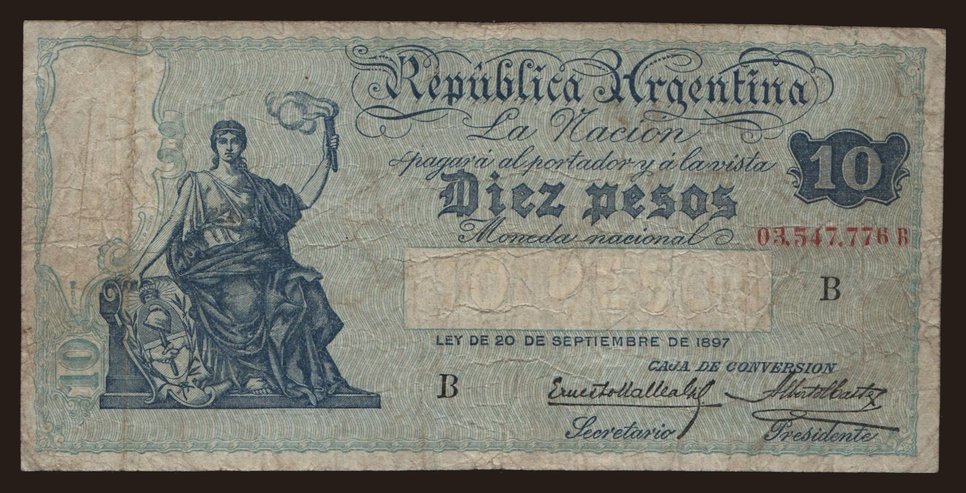 República Argentina
La Nación
pagará al portador y á la vista
10
Diez pesos
Moneda nacional
03,547,776 B
B
LEY DE 20 DE SEPTIEMBRE DE 1897
CAJA DE CONVERSION
B
Secretario
Presidente
10